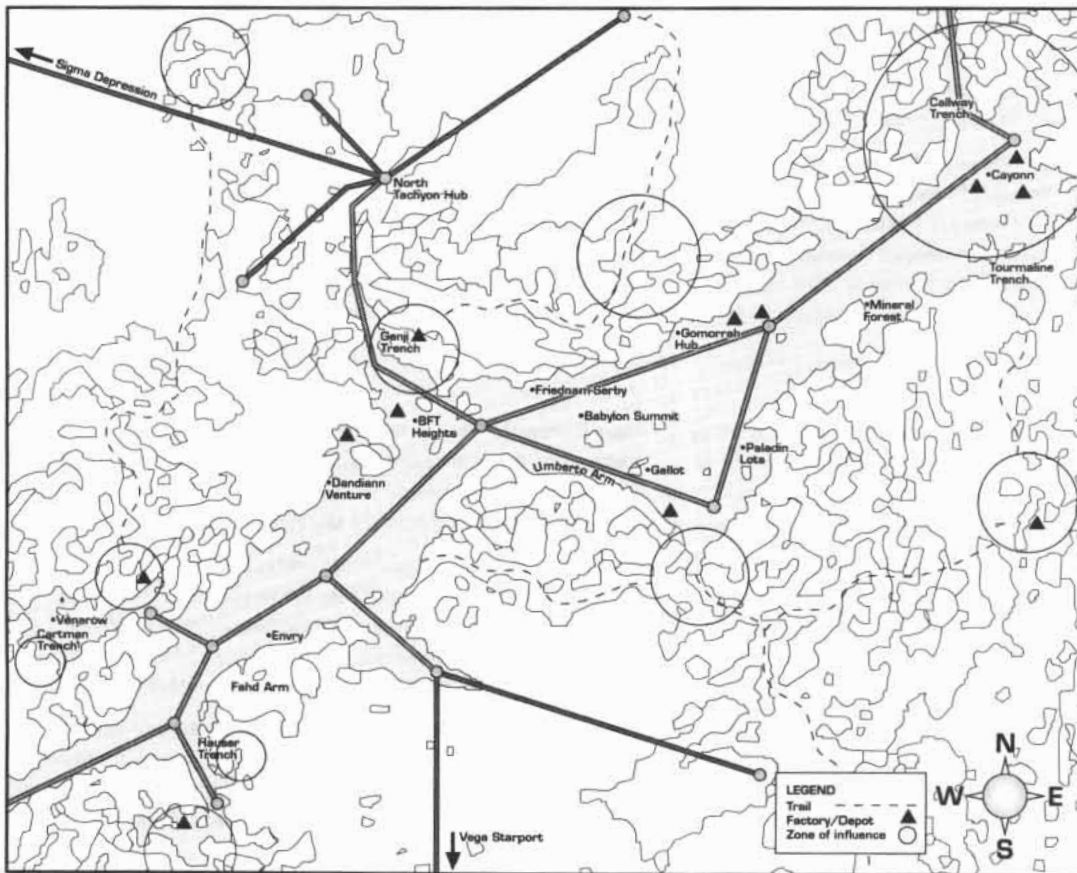 Sigma Depression
Callway
Trench
North
Tachyon Hub
Cayonn
Tourmaline
Trench
Mineral
Forest
Genji
Trench
Gomorrah
Hub
Friednam-Serby
Babylon Summit
BFT
Heights
Paladin
Lots
Gallot
Umberto Arm
Dandiann
Venture
Venarow
Cartman
Trench
Envry
Fahd Arm
Hauser
Trench
Vega Starport
LEGEND
Trail
Factory/Depot
Zone of influence
N
W
E
S